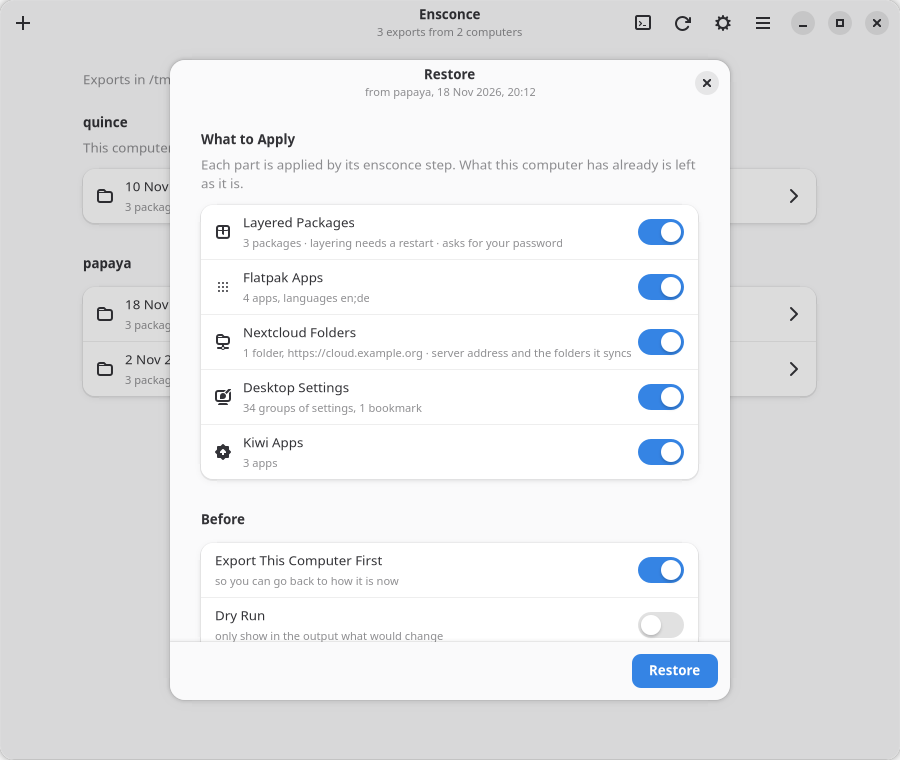 Ensconce
3 exports from 2 computers
Exports in /tm
quince
This compute
10 Nov
3 packag
papaya
18 Nov
3 packag
2 Nov 2
3 packag
Restore
from papaya, 18 Nov 2026, 20:12
What to Apply
Each part is applied by its ensconce step. What this computer has already is left
as it is.
Layered Packages
3 packages · layering needs a restart · asks for your password
Flatpak Apps
4 apps, languages en;de
Nextcloud Folders
1 folder, https://cloud.example.org · server address and the folders it syncs
Desktop Settings
34 groups of settings, 1 bookmark
Kiwi Apps
3 apps
Before
Export This Computer First
so you can go back to how it is now
Dry Run
only show in the output what would change
Restore